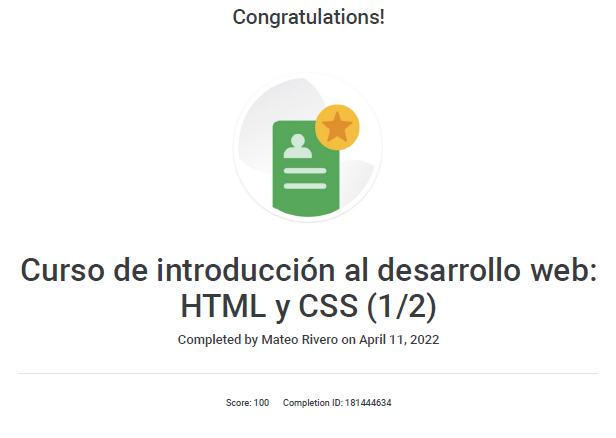 Congratulations!
Curso de introducción al desarrollo web:
HTML y CSS (1/2)
Completed by Mateo Rivero on April 11, 2022
Score: 100 Completion ID: 181444634